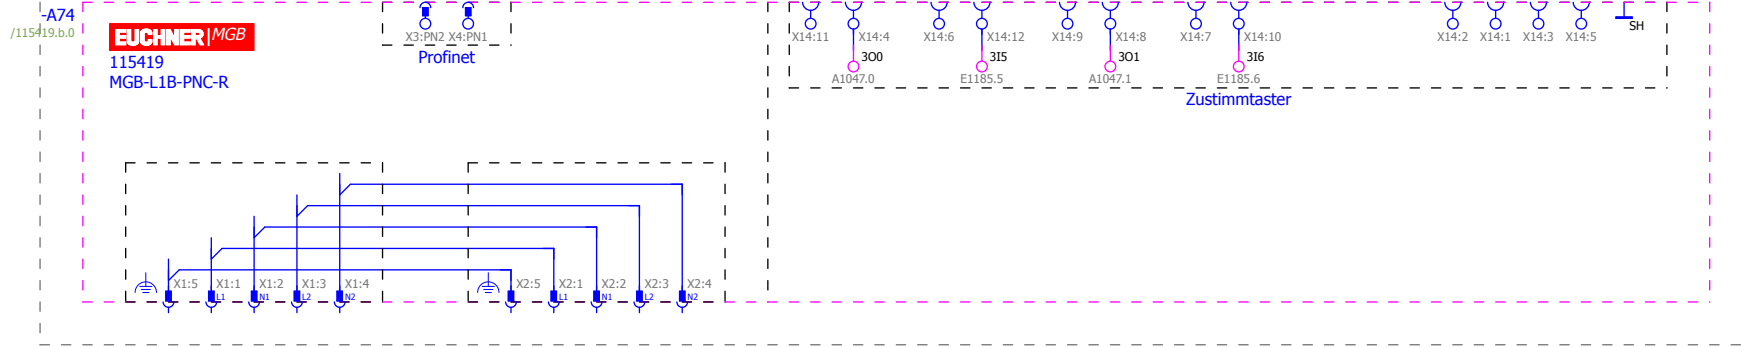 -A74
/115419.b.0
EUCHNER|MGB
115419
MGB-L1B-PNC-R
X3:PN2 X4:PN1
Profinet
X14:11 X14:4 X14:6 X14:12 X14:9 X14:8 X14:7 X14:10 X14:2 X14:1 X14:3 X14:5 SH
3O0 3I5 3O1 3I6
A1047.0 E1185.5 A1047.1 E1185.6
Zustimmtaster
X1:5 X1:1 X1:2 X1:3 X1:4 X2:5 X2:1 X2:2 X2:3 X2:4
L1 N1 L2 N2 L1 N1 L2 N2